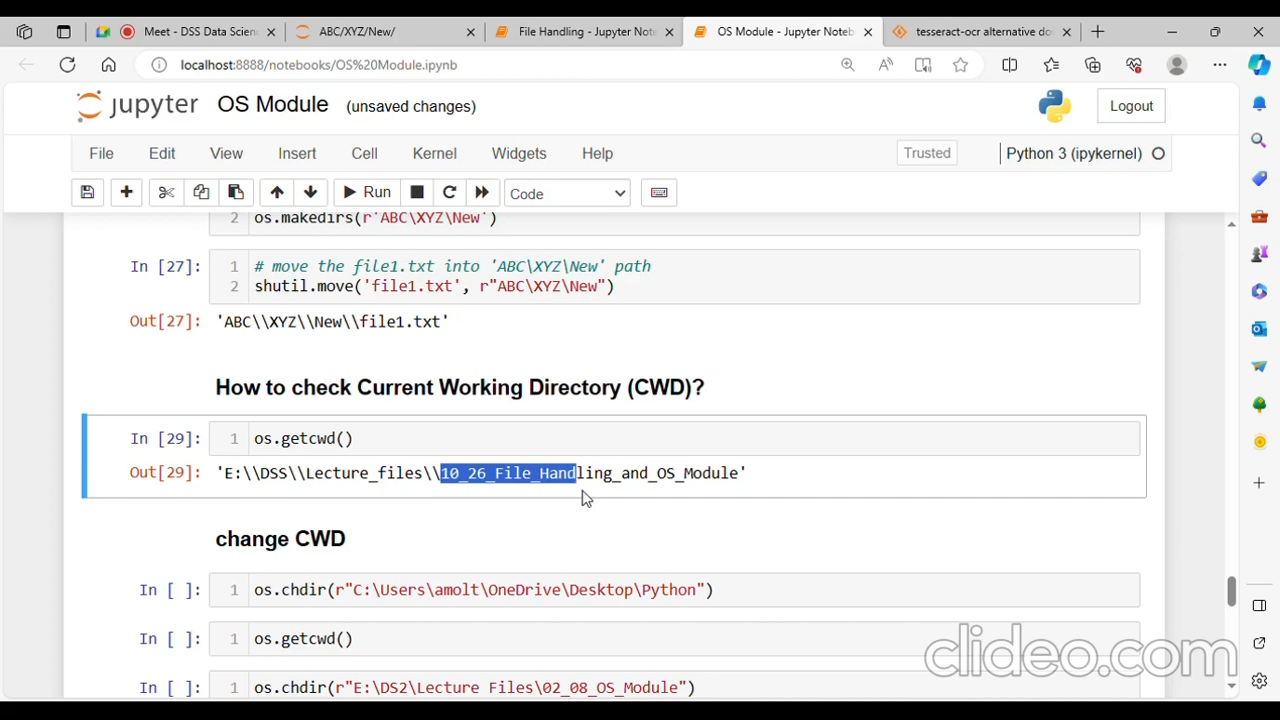 Meet - DSS Data Scien
ABC/XYZ/New/
File Handling - Jupyter Note
OS Module - Jupyter Noteb
tesseract-ocr alternative do
localhost:8888/notebooks/OS%20Module.ipynb
jupyter OS Module (unsaved changes)
Logout
File Edit View Insert Cell Kernel Widgets Help
Trusted
Python 3 (ipykernel)
Run
Code
2 os.makedirs(r'ABC\XYZ\New')
In [27]: 1 # move the file1.txt into 'ABC\XYZ\New' path
2 shutil.move('file1.txt', r"ABC\XYZ\New")
Out[27]: 'ABC\\XYZ\\New\\file1.txt'
How to check Current Working Directory (CWD)?
In [29]: 1 os.getcwd()
Out[29]: 'E:\\DSS\\Lecture_files\\10_26_File_Handling_and_OS_Module'
change CWD
In [ ]: 1 os.chdir(r"C:\Users\amolt\OneDrive\Desktop\Python")
In [ ]: 1 os.getcwd()
In [ ]: 1 os.chdir(r"E:\DS2\Lecture Files\02_08_OS_Module")
clideo.com